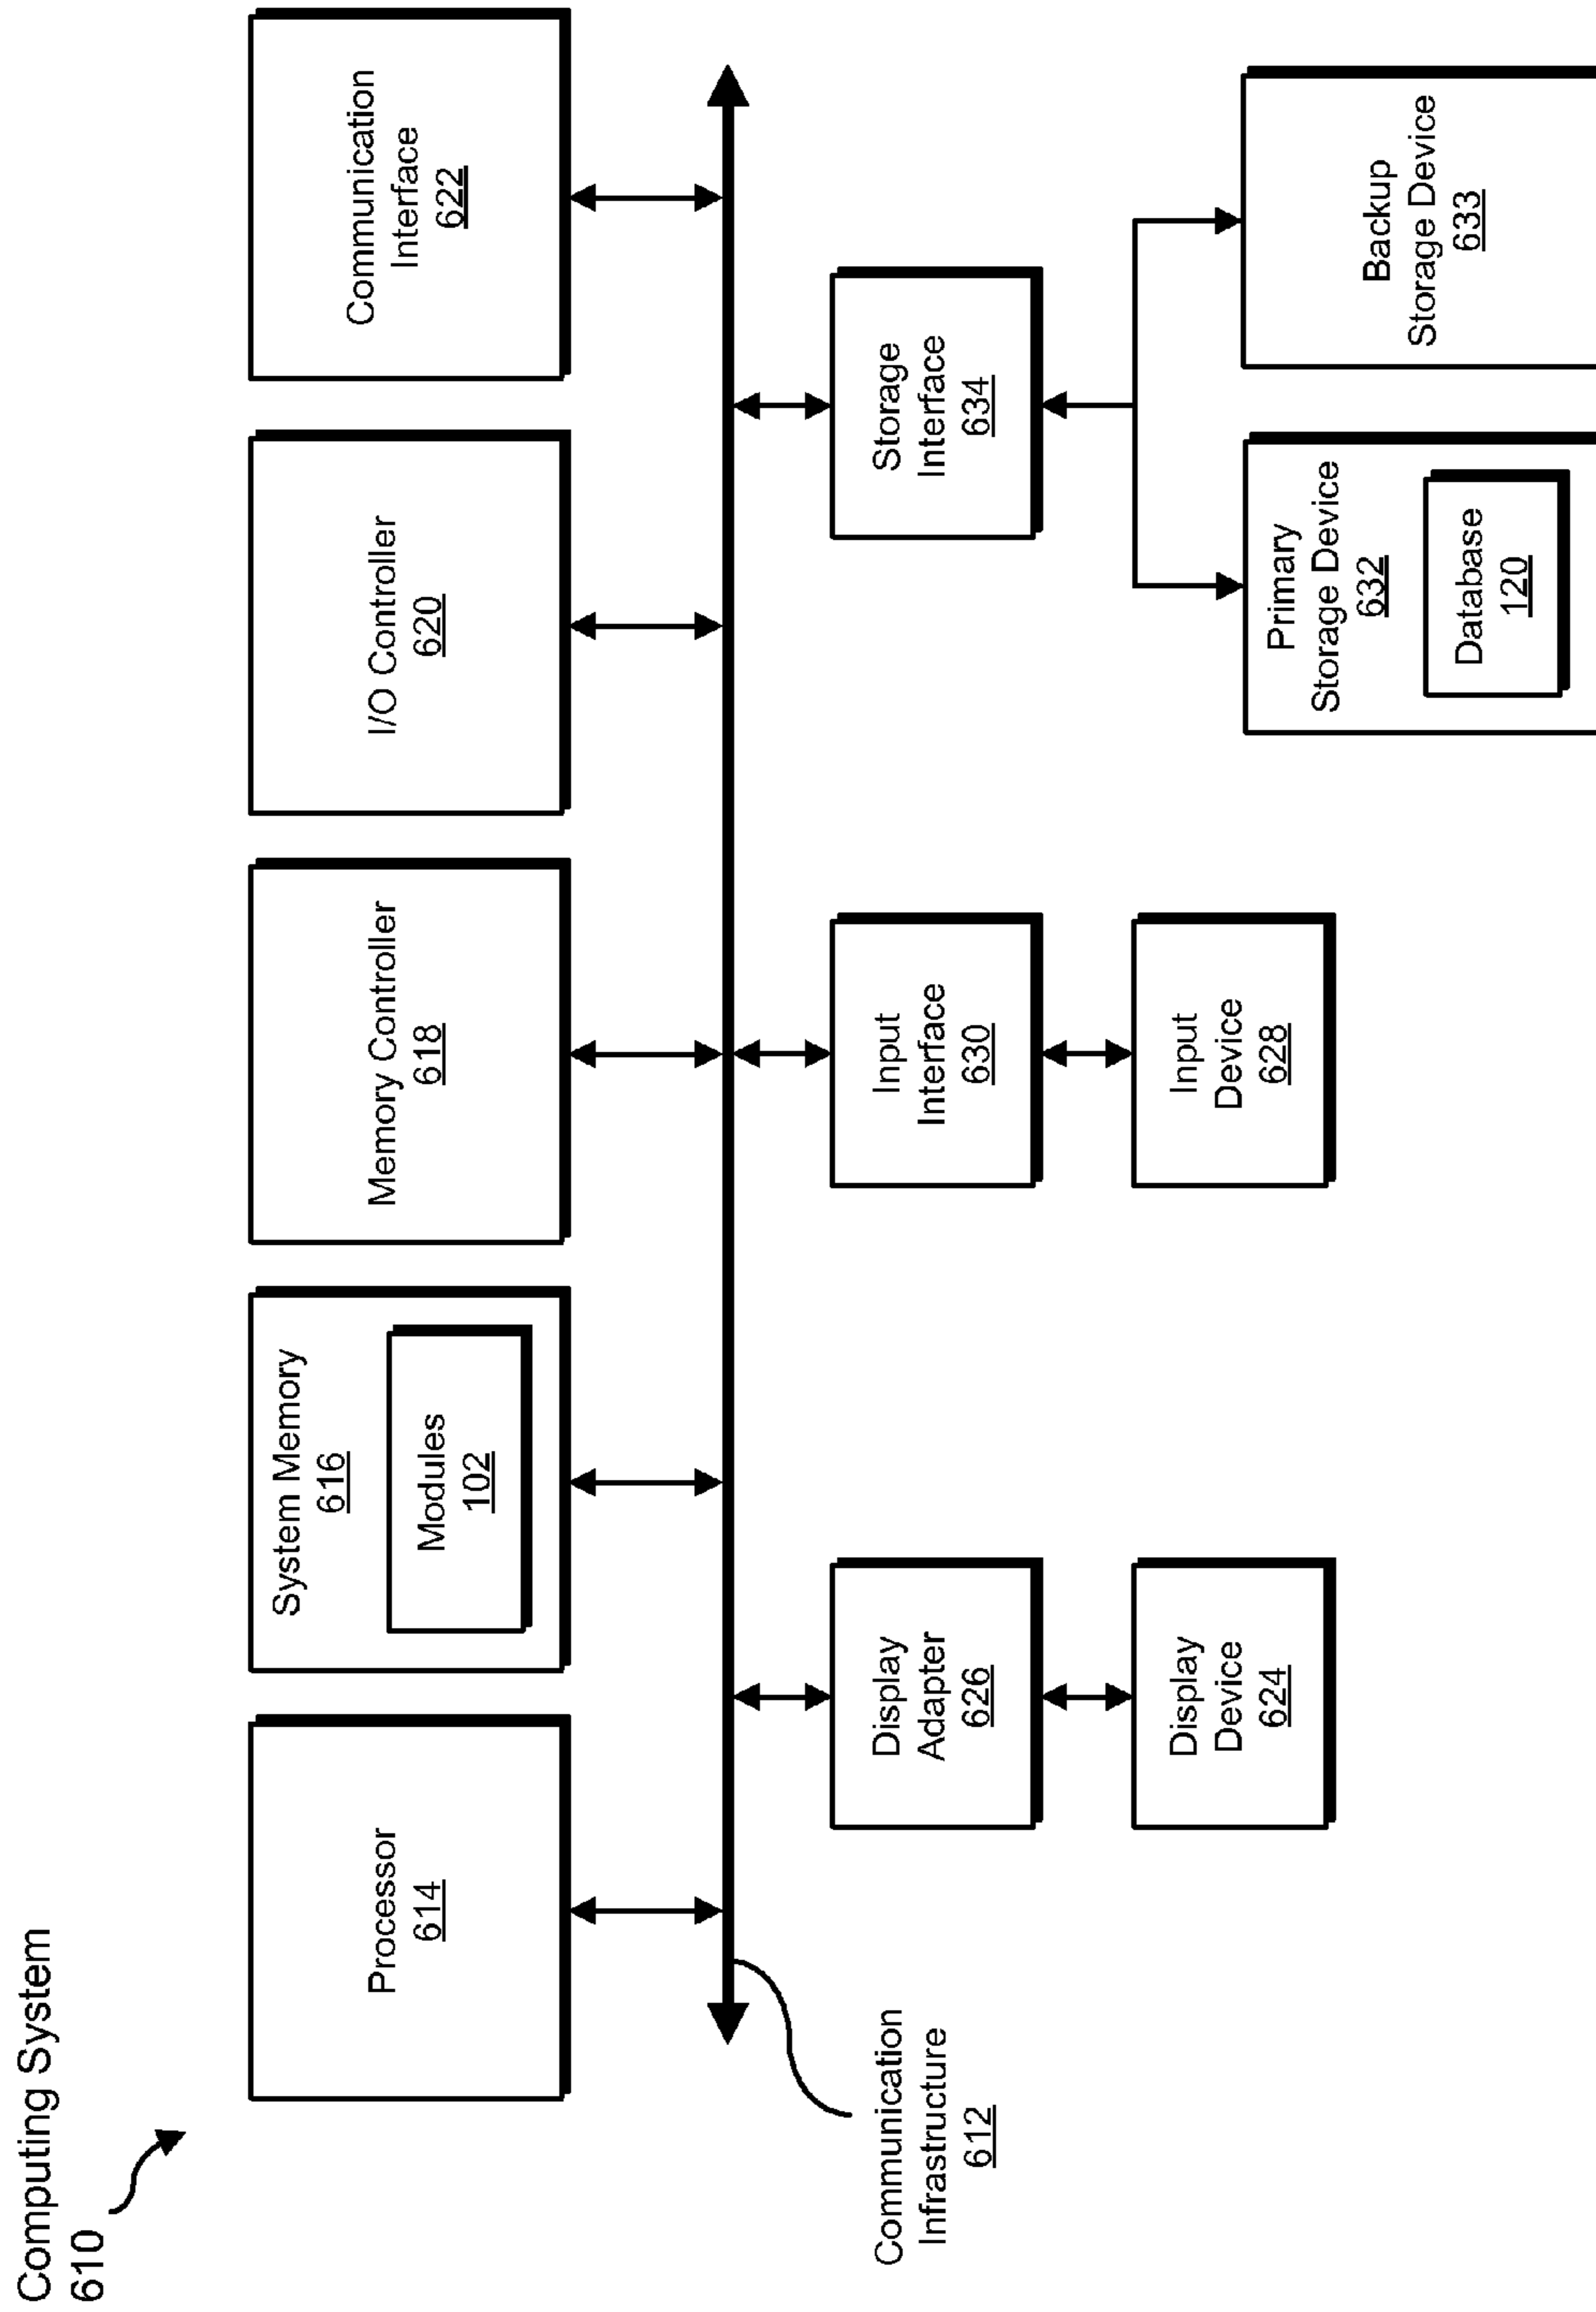 Computing System
610
Processor
614
System Memory
616
Modules
102
Memory Controller
618
I/O Controller
620
Communication
Interface
622
Communication
Infrastructure
612
Display
Adapter
626
Input
Interface
630
Storage
Interface
634
Display
Device
624
Input
Device
628
Primary
Storage Device
632
Database
120
Backup
Storage Device
633